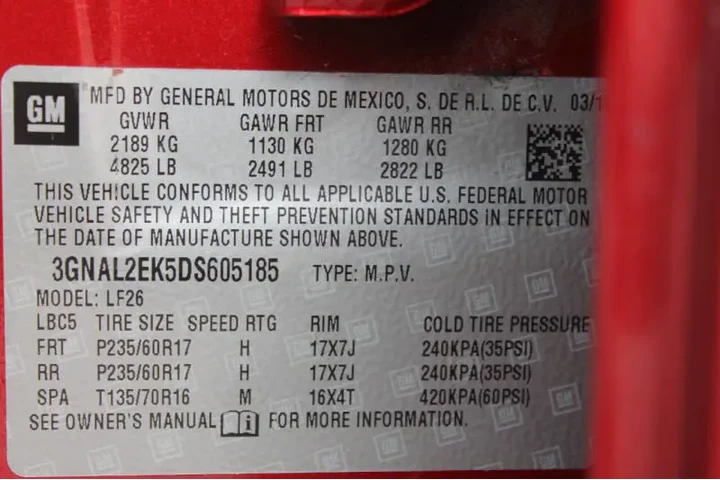 GM
MFD BY GENERAL MOTORS DE MEXICO, S. DE R.L. DE C.V. 03/1
GVWR GAWR FRT GAWR RR
2189 KG 1130 KG 1280 KG
4825 LB 2491 LB 2822 LB
THIS VEHICLE CONFORMS TO ALL APPLICABLE U.S. FEDERAL MOTOR
VEHICLE SAFETY AND THEFT PREVENTION STANDARDS IN EFFECT ON
THE DATE OF MANUFACTURE SHOWN ABOVE.
3GNAL2EK5DS605185 TYPE: M.P.V.
MODEL: LF26
LBC5 TIRE SIZE SPEED RTG RIM COLD TIRE PRESSURE
FRT P235/60R17 H 17X7J 240KPA(35PSI)
RR P235/60R17 H 17X7J 240KPA(35PSI)
SPA T135/70R16 M 16X4T 420KPA(60PSI)
SEE OWNER'S MANUAL FOR MORE INFORMATION.